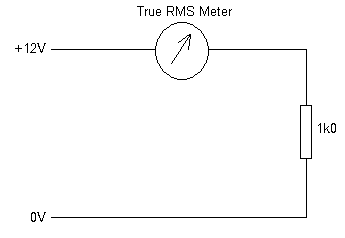 True RMS Meter
+12V
1k0
0V